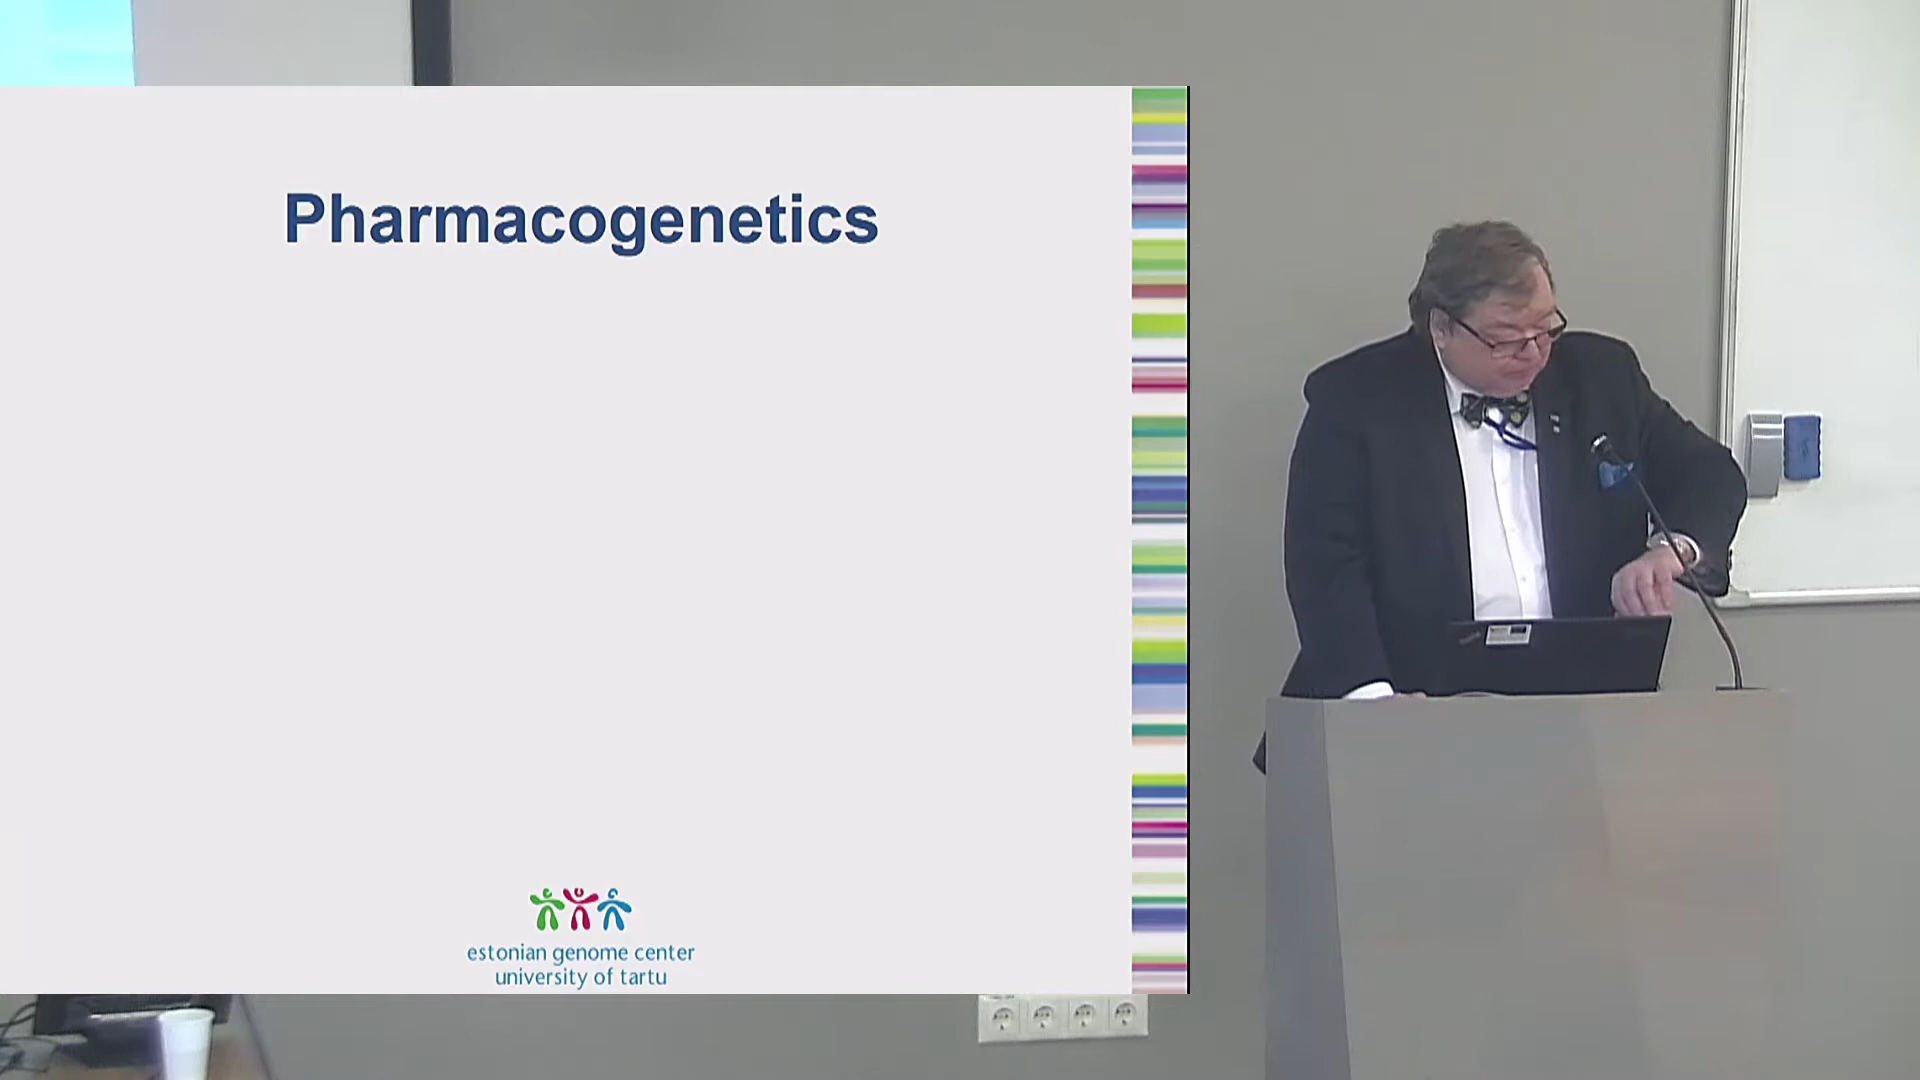 Pharmacogenetics
estonian genome center
university of tartu